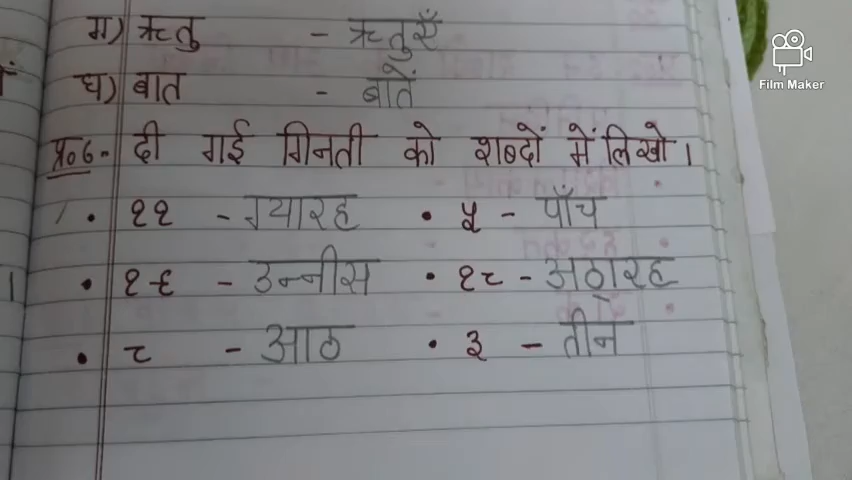 ग) ऋतु - ऋतुएँ
घ) बात - बातें
प्र०6- दी गई गिनती को शब्दों में लिखो।
• ११ - ग्यारह • ५ - पाँच
• १९ - उन्नीस • १८ - अठारह
• ८ - आठ • ३ - तीन
Film Maker